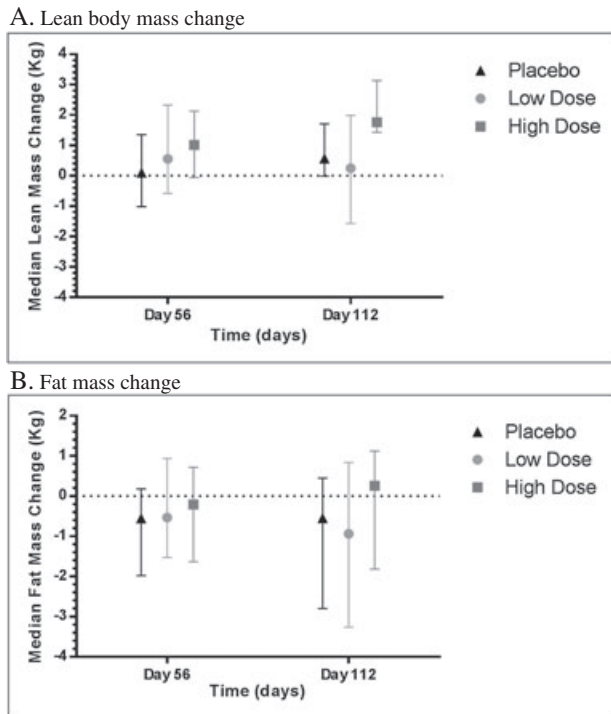 A. Lean body mass change
Median Lean Mass Change (Kg)
4
3
2
1
0
-1
-2
-3
-4
Day 56
Day 112
Time (days)
Placebo
Low Dose
High Dose
B. Fat mass change
Median Fat Mass Change (Kg)
2
1
0
-1
-2
-3
-4
Day 56
Day 112
Time (days)
Placebo
Low Dose
High Dose